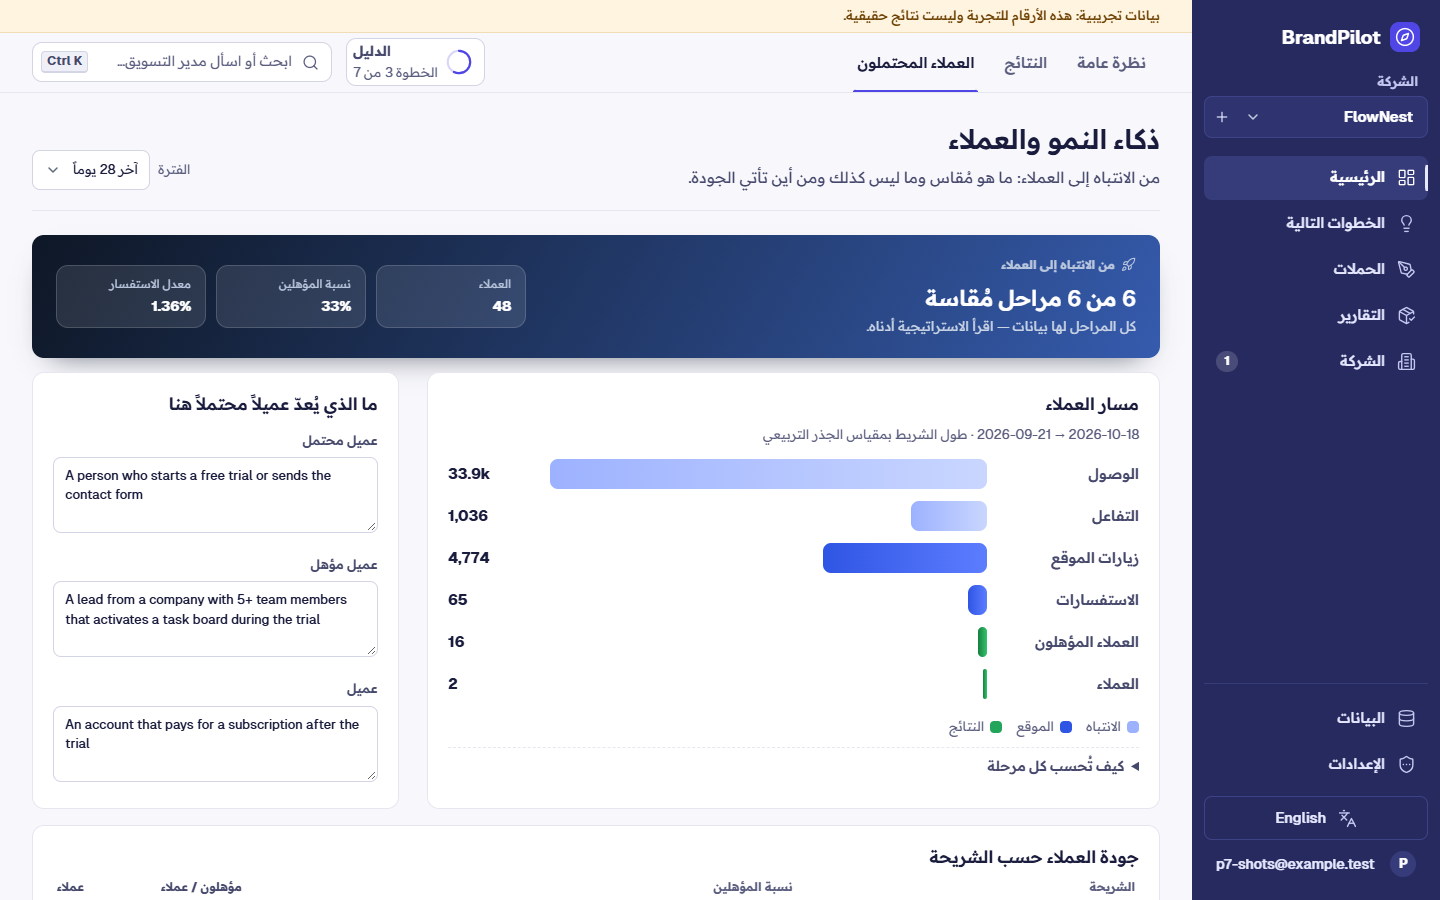 بيانات تجريبية: هذه الأرقام للتجربة وليست نتائج حقيقية.
BrandPilot
الشركة
FlowNest
الرئيسية
الخطوات التالية
الحملات
التقارير
الشركة
1
البيانات
الإعدادات
English
P
p7-shots@example.test
نظرة عامة
النتائج
العملاء المحتملون
الدليل
الخطوة 3 من 7
ابحث أو اسأل مدير التسويق...
Ctrl K
ذكاء النمو والعملاء
من الانتباه إلى العملاء: ما هو مُقاس وما ليس كذلك ومن أين تأتي الجودة.
الفترة
آخر 28 يوماً
من الانتباه إلى العملاء
6 من 6 مراحل مُقاسة
كل المراحل لها بيانات — اقرأ الاستراتيجية أدناه.
العملاء
48
نسبة المؤهلين
33%
معدل الاستفسار
1.36%
مسار العملاء
2026-09-21 → 2026-10-18 · طول الشريط بمقياس الجذر التربيعي
الوصول
33.9k
التفاعل
1,036
زيارات الموقع
4,774
الاستفسارات
65
العملاء المؤهلون
16
العملاء
2
الانتباه
الموقع
النتائج
كيف تُحسب كل مرحلة
ما الذي يُعدّ عميلاً محتملاً هنا
عميل محتمل
A person who starts a free trial or sends the
contact form
عميل مؤهل
A lead from a company with 5+ team members
that activates a task board during the trial
عميل
An account that pays for a subscription after the
trial
جودة العملاء حسب الشريحة
الشريحة
نسبة المؤهلين
مؤهلون / عملاء
عملاء